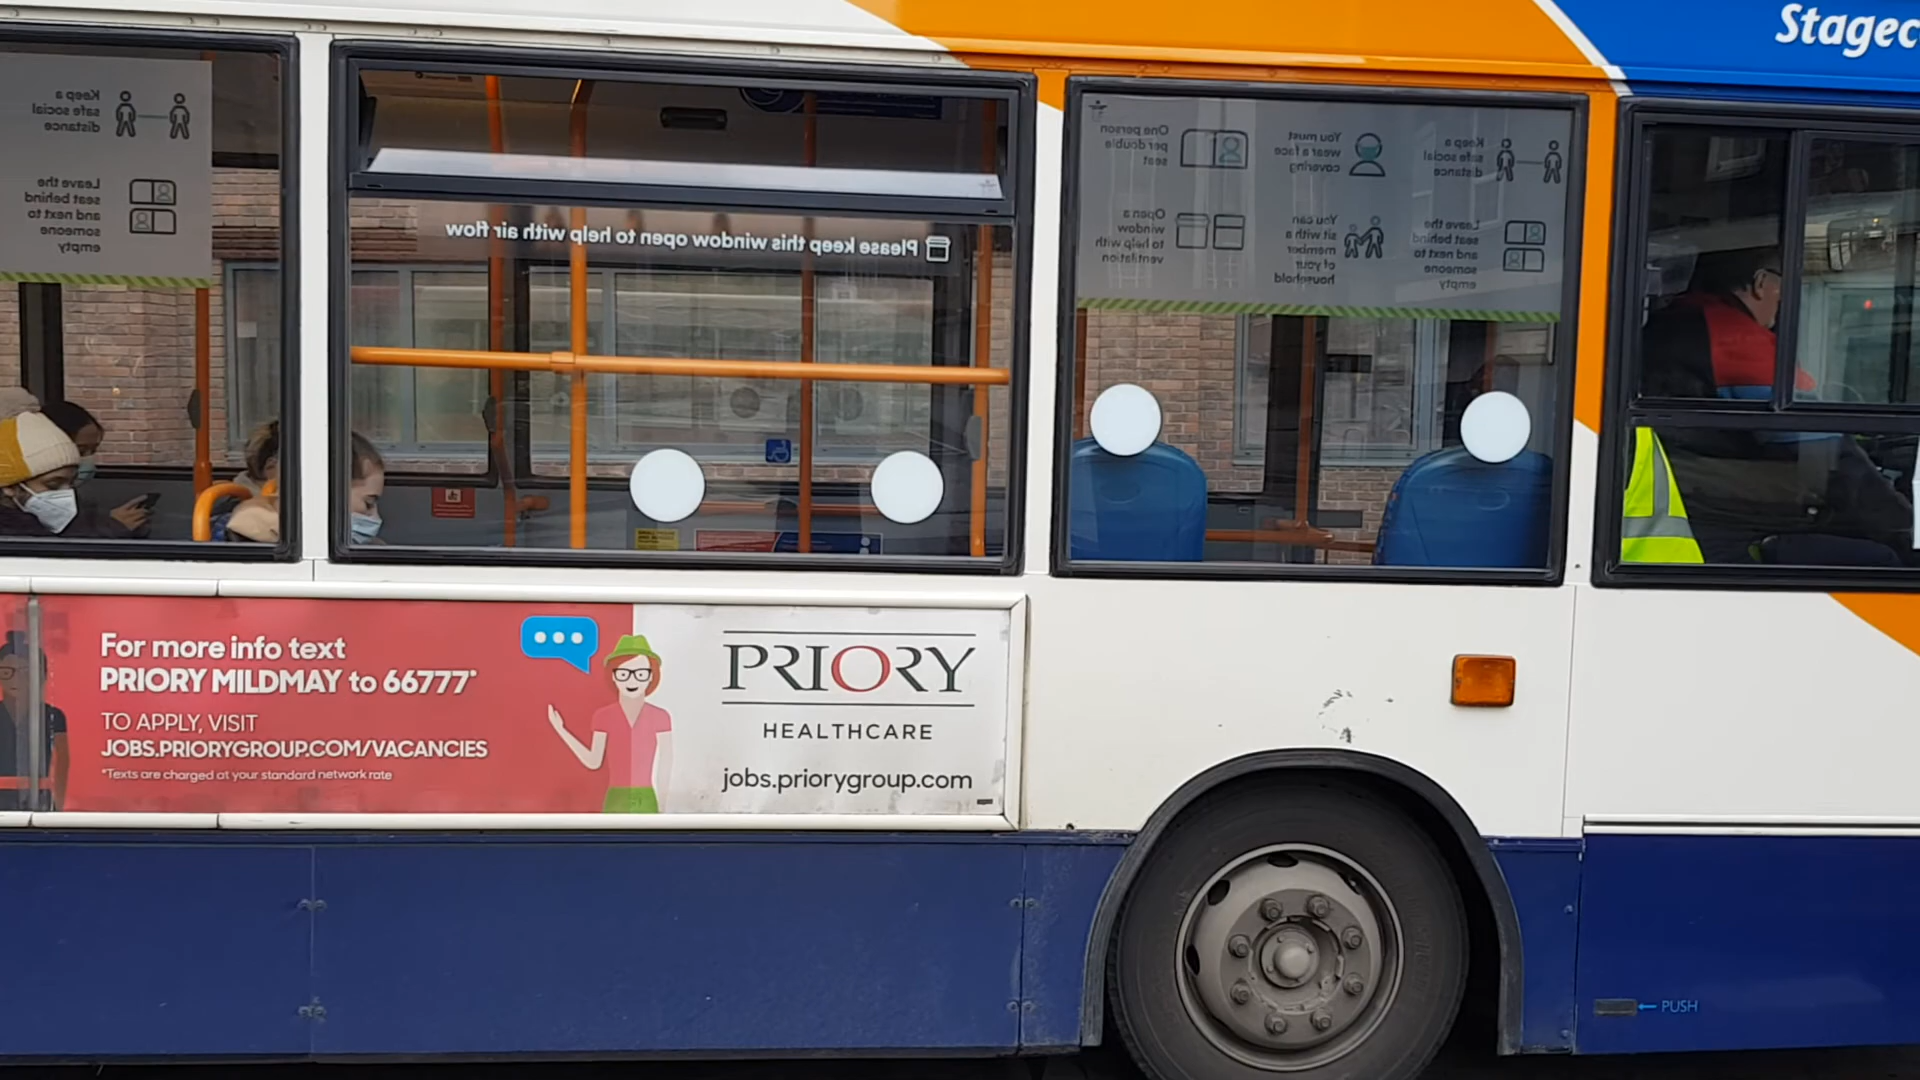 Stagec
Keep a
safe social
distance
Leave the
seat behind
and next to
someone
empty
Please keep this window open to help with air flow
One person
per double
seat
You must
wear a face
covering
Keep a
safe social
distance
Open a
window
to help with
ventilation
You can
sit with a
member
of your
household
Leave the
seat behind
and next to
someone
empty
For more info text
PRIORY MILDMAY to 66777*
TO APPLY, VISIT
JOBS.PRIORYGROUP.COM/VACANCIES
*Texts are charged at your standard network rate
PRIORY
HEALTHCARE
jobs.priorygroup.com
← PUSH